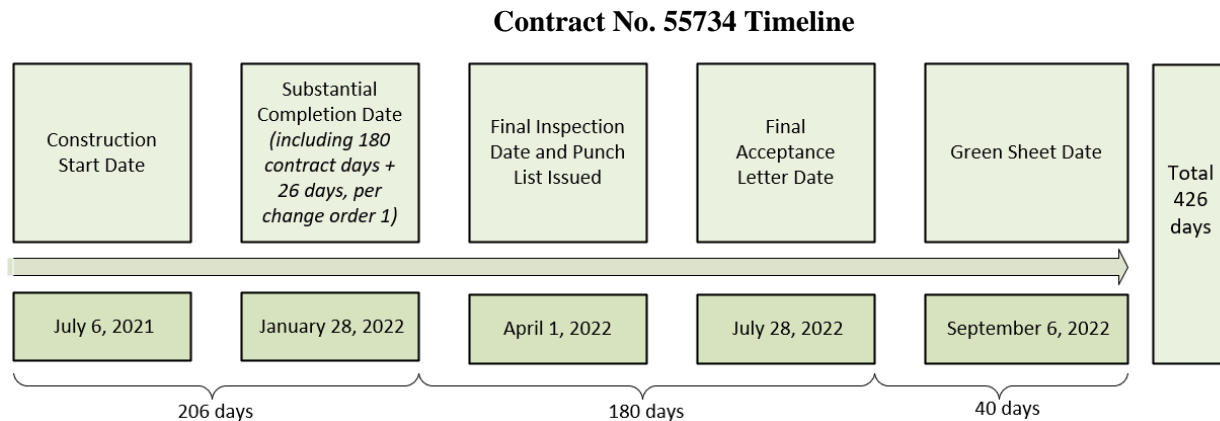 Contract No. 55734 Timeline
Construction
Start Date
Substantial
Completion Date
(including 180
contract days +
26 days, per
change order 1)
Final Inspection
Date and Punch
List Issued
Final
Acceptance
Letter Date
Green Sheet Date
Total
426
days
July 6, 2021
January 28, 2022
April 1, 2022
July 28, 2022
September 6, 2022
206 days
180 days
40 days